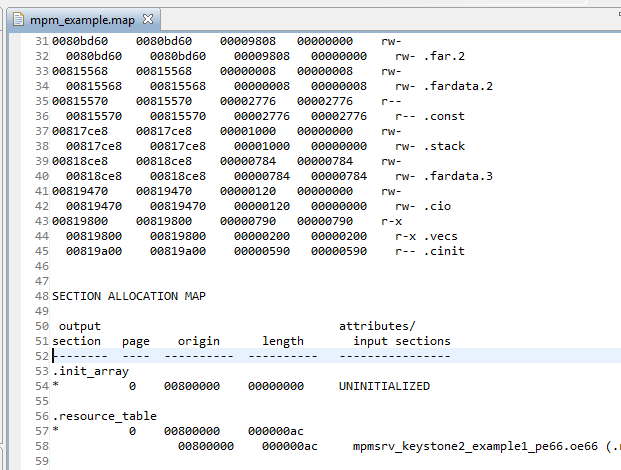 mpm_example.map
31 0080bd60 0080bd60 00009808 00000000 rw-
32 0080bd60 0080bd60 00009808 00000000 rw- .far.2
33 00815568 00815568 00000008 00000008 rw-
34 00815568 00815568 00000008 00000008 rw- .fardata.2
35 00815570 00815570 00002776 00002776 r--
36 00815570 00815570 00002776 00002776 r-- .const
37 00817ce8 00817ce8 00001000 00000000 rw-
38 00817ce8 00817ce8 00001000 00000000 rw- .stack
39 00818ce8 00818ce8 00000784 00000784 rw-
40 00818ce8 00818ce8 00000784 00000784 rw- .fardata.3
41 00819470 00819470 00000120 00000000 rw-
42 00819470 00819470 00000120 00000000 rw- .cio
43 00819800 00819800 00000790 00000790 r-x
44 00819800 00819800 00000200 00000200 r-x .vecs
45 00819a00 00819a00 00000590 00000590 r-- .cinit
46
47
48 SECTION ALLOCATION MAP
49
50 output attributes/
51 section page origin length input sections
52 -------- ---- ---------- ---------- ----------------
53 .init_array
54 * 0 00800000 00000000 UNINITIALIZED
55
56 .resource_table
57 * 0 00800000 000000ac
58 00800000 000000ac mpmsrv_keystone2_example1_pe66.oe66
59